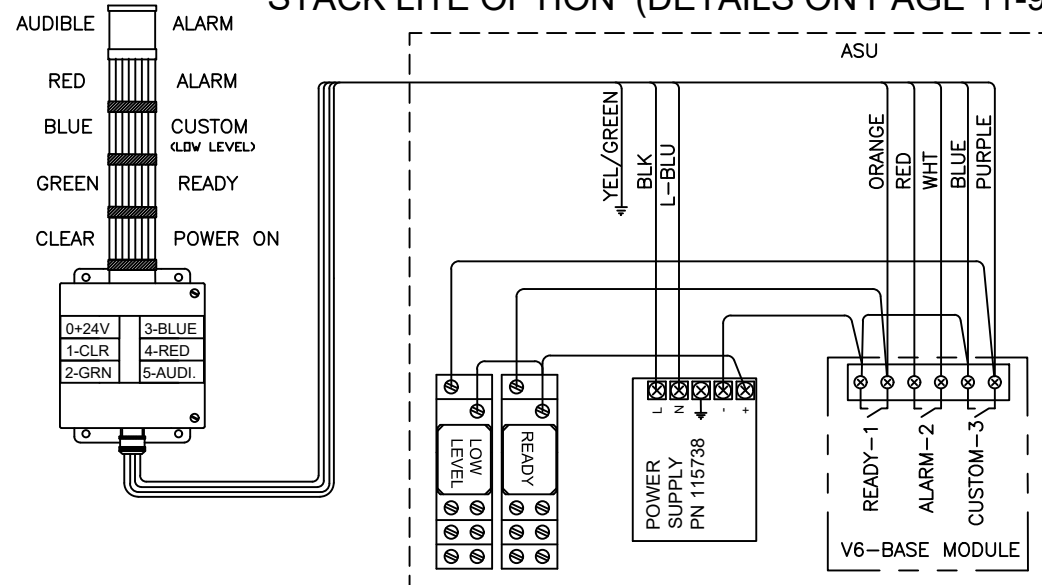 STACK LITE OPTION (DETAILS ON PAGE 11-9
AUDIBLE ALARM
RED ALARM
BLUE CUSTOM
(LOW LEVEL)
GREEN READY
CLEAR POWER ON
0+24V 3-BLUE
1-CLR 4-RED
2-GRN 5-AUDI.
ASU
YEL/GREEN
BLK
L-BLU
ORANGE
RED
WHT
BLUE
PURPLE
LOW
LEVEL
READY
L N - +
POWER
SUPPLY
PN 115738
READY-1
ALARM-2
CUSTOM-3
V6-BASE MODULE